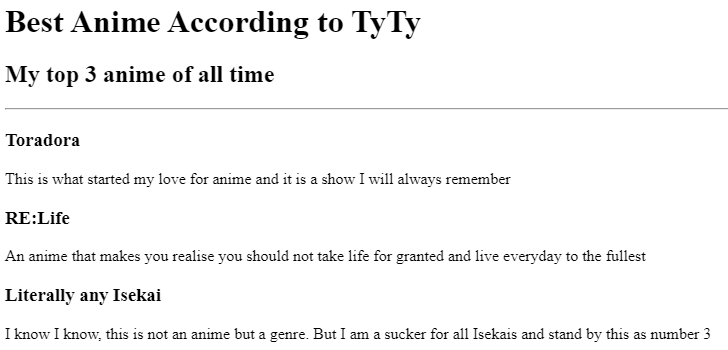 Best Anime According to TyTy
My top 3 anime of all time
Toradora
This is what started my love for anime and it is a show I will always remember
RE:Life
An anime that makes you realise you should not take life for granted and live everyday to the fullest
Literally any Isekai
I know I know, this is not an anime but a genre. But I am a sucker for all Isekais and stand by this as number 3